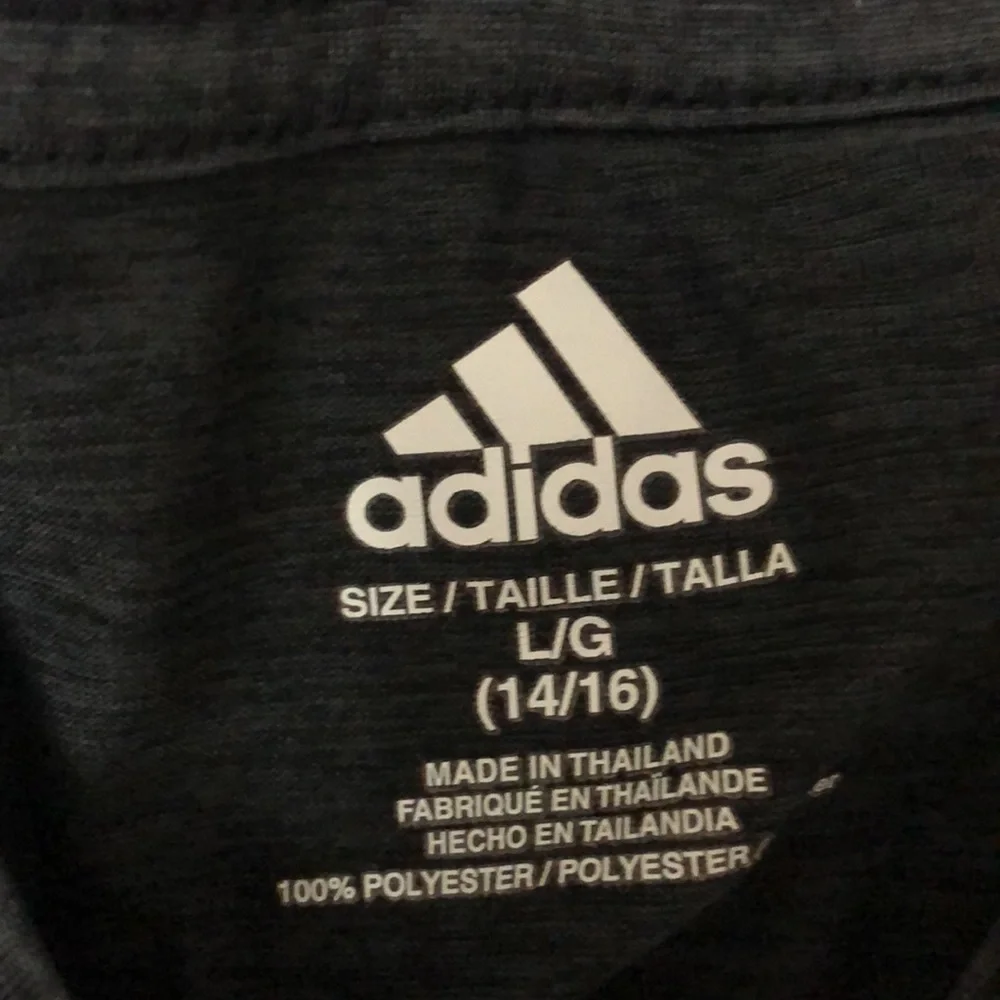 adidas
SIZE / TAILLE / TALLA
L/G
(14/16)
MADE IN THAILAND
FABRIQUÉ EN THAÏLANDE
HECHO EN TAILANDIA
100% POLYESTER / POLYESTER /